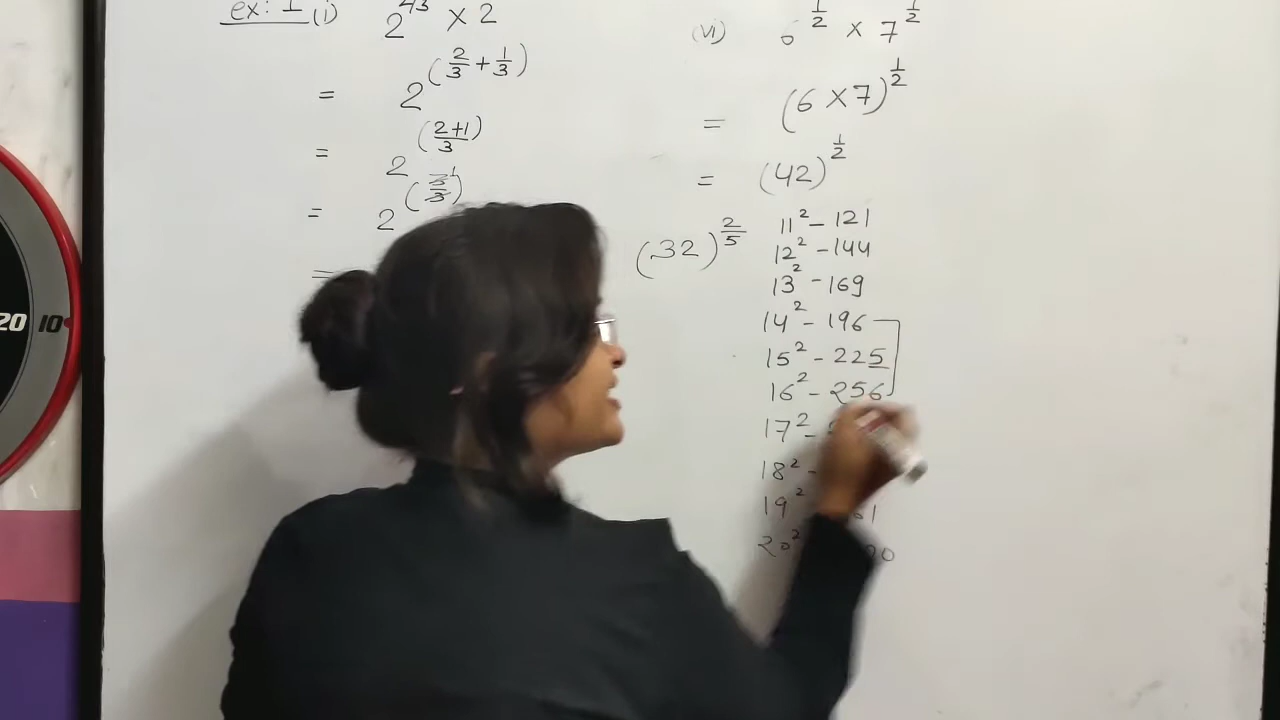 ex: 1 (i) 2^2/3 × 2
= 2^(2/3 + 1/3)
= 2^((2+1)/3)
= 2^(3/3) 1
=
(vi) 6^1/2 × 7^1/2
= (6 × 7)^1/2
= (42)^1/2
(32)^2/5
11² - 121
12² - 144
13² - 169
14² - 196
15² - 225
16² - 256
17² -
18² -
19²
20²
20 10